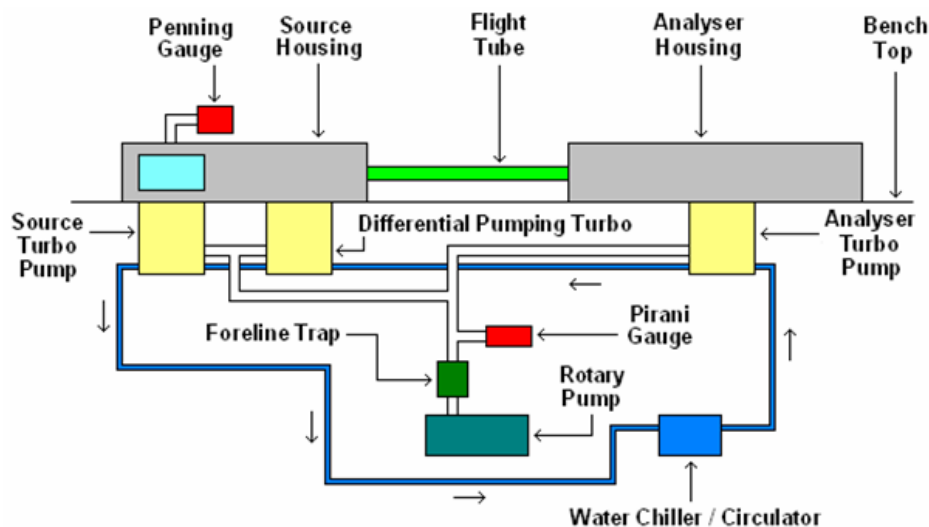 Penning
Gauge
Source
Housing
Flight
Tube
Analyser
Housing
Bench
Top
Source
Turbo
Pump
Differential Pumping Turbo
Analyser
Turbo
Pump
Foreline Trap
Pirani
Gauge
Rotary
Pump
Water Chiller / Circulator